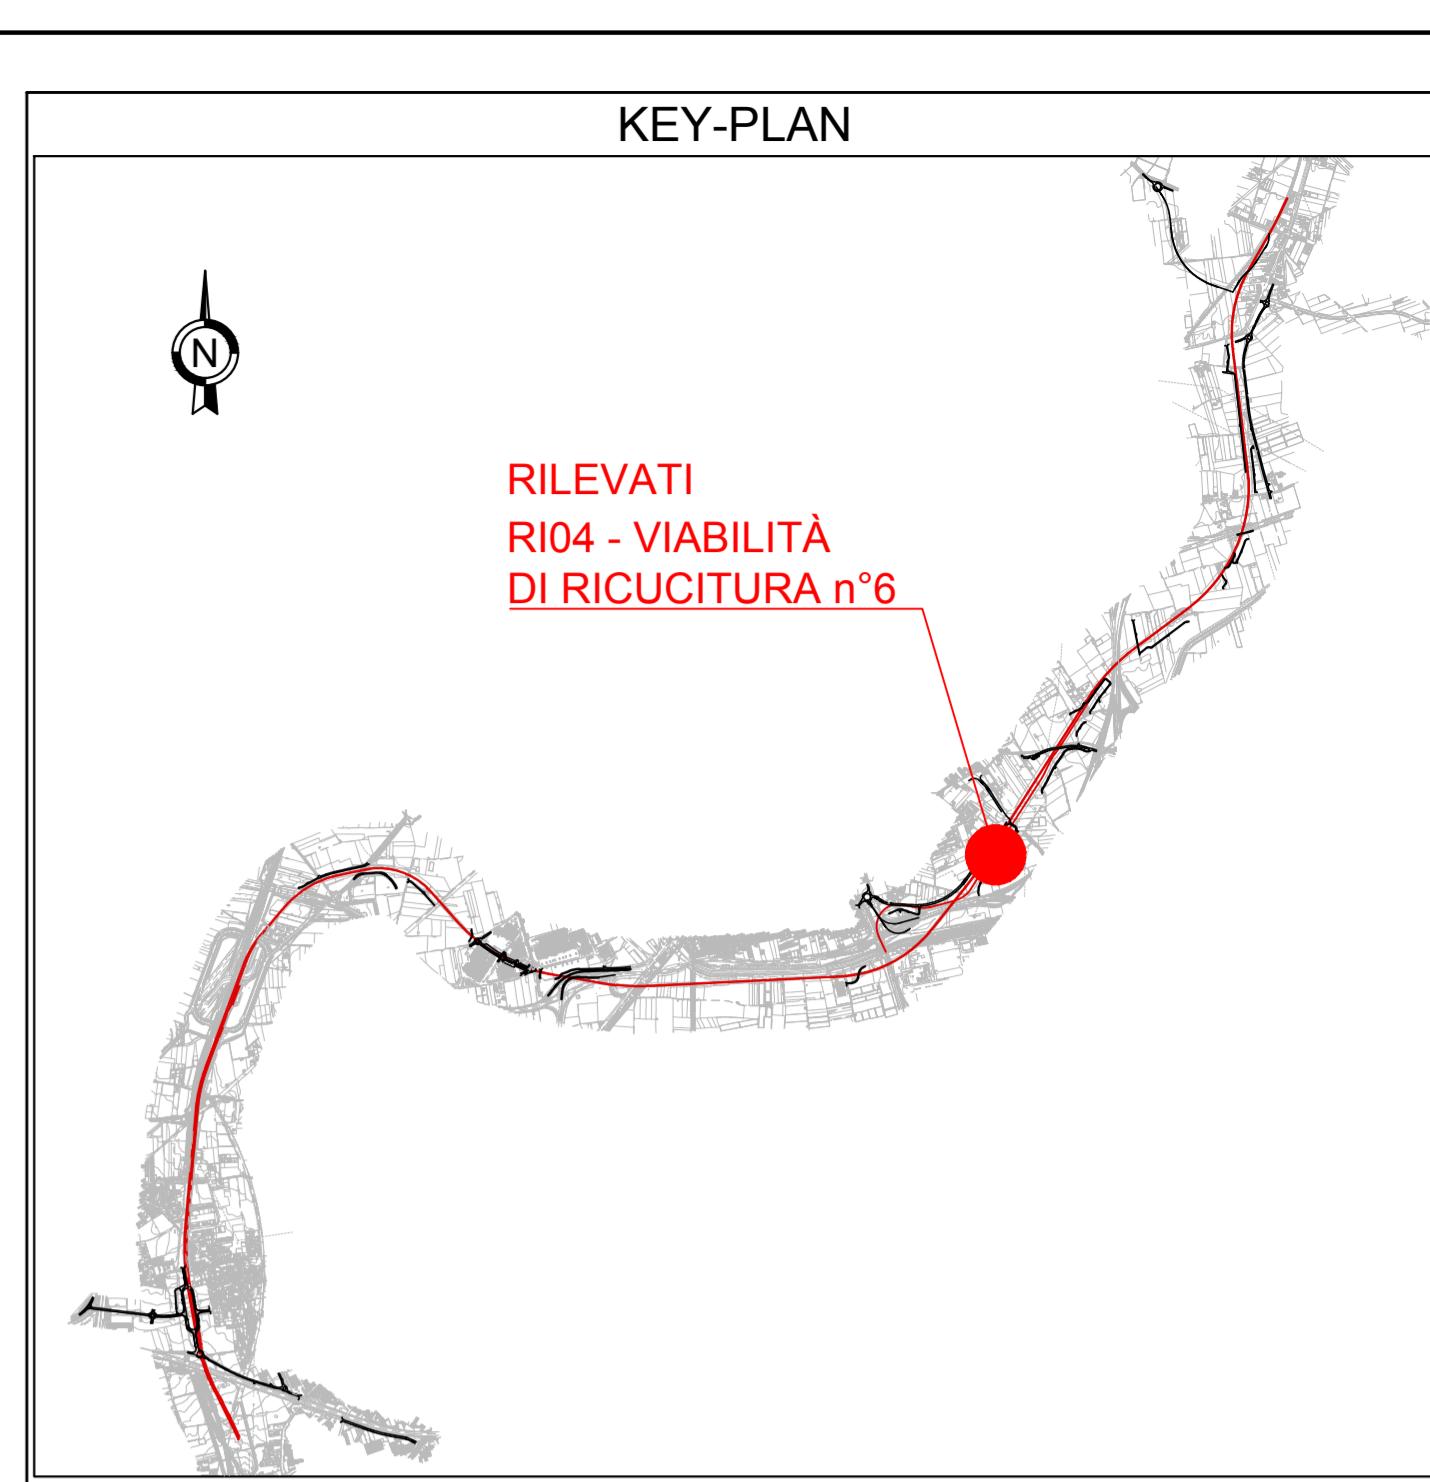 KEY-PLAN
N
RILEVATI
RI04 - VIABILITÀ
DI RICUCITURA n°6